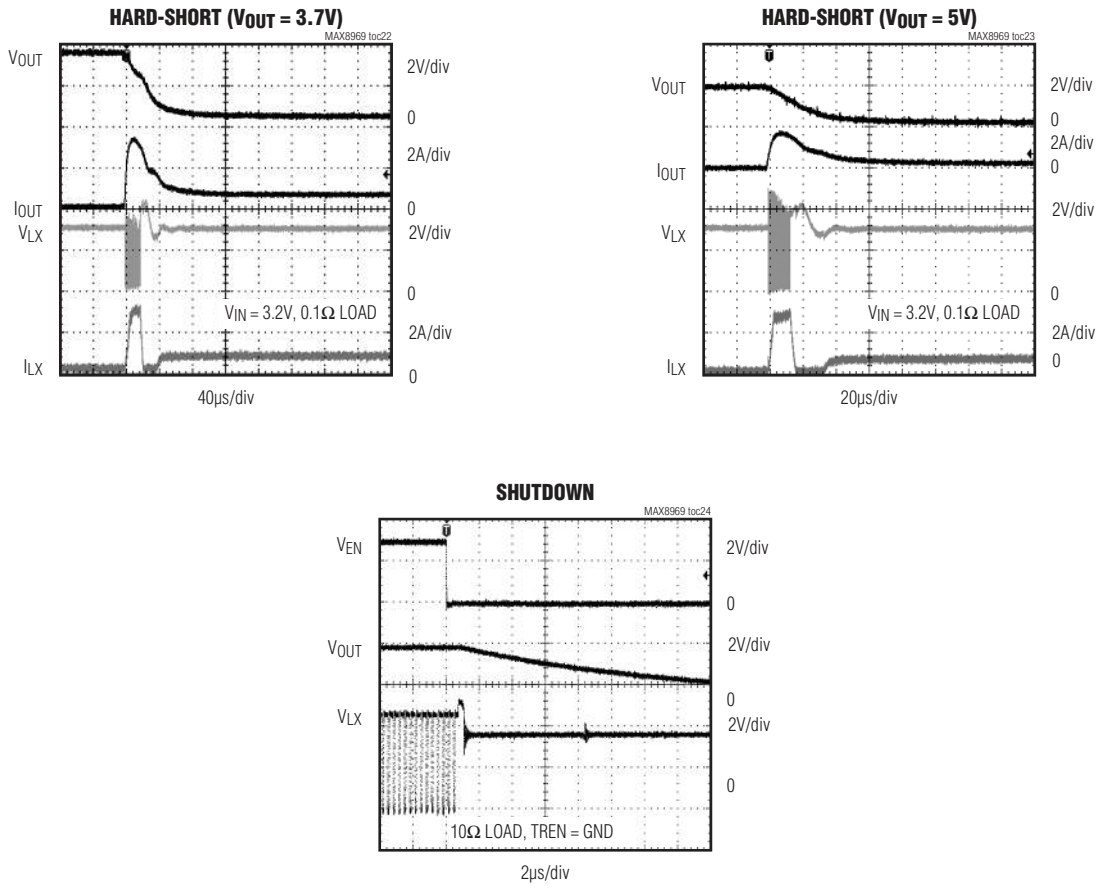 HARD-SHORT (VOUT = 3.7V)
MAX8969 toc22
VOUT
2V/div
0
2A/div
IOUT
0
VLX
2V/div
0
VIN = 3.2V, 0.1Ω LOAD
2A/div
ILX
0
40µs/div
HARD-SHORT (VOUT = 5V)
MAX8969 toc23
T
VOUT
2V/div
0
2A/div
IOUT
0
2V/div
VLX
0
VIN = 3.2V, 0.1Ω LOAD
2A/div
0
ILX
20µs/div
SHUTDOWN
MAX8969 toc24
T
VEN
2V/div
0
VOUT
2V/div
0
VLX
2V/div
0
10Ω LOAD, TREN = GND
2µs/div